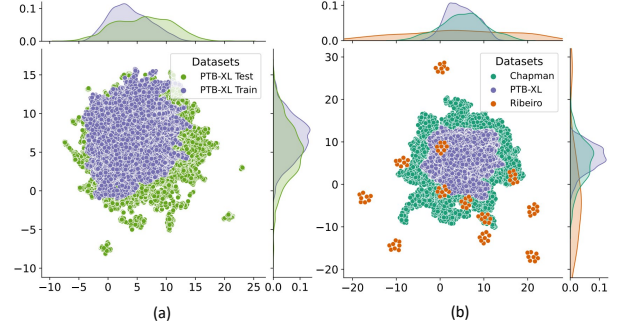 0.1
0.0
Datasets
PTB-XL Test
PTB-XL Train
15
10
5
0
−5
−10
−5 0 5 10 15 20 25
0.0 0.1
(a)
0.1
0.0
Datasets
Chapman
PTB-XL
Ribeiro
30
20
10
0
−10
−20
−20 −10 0 10 20
0.0 0.1
(b)